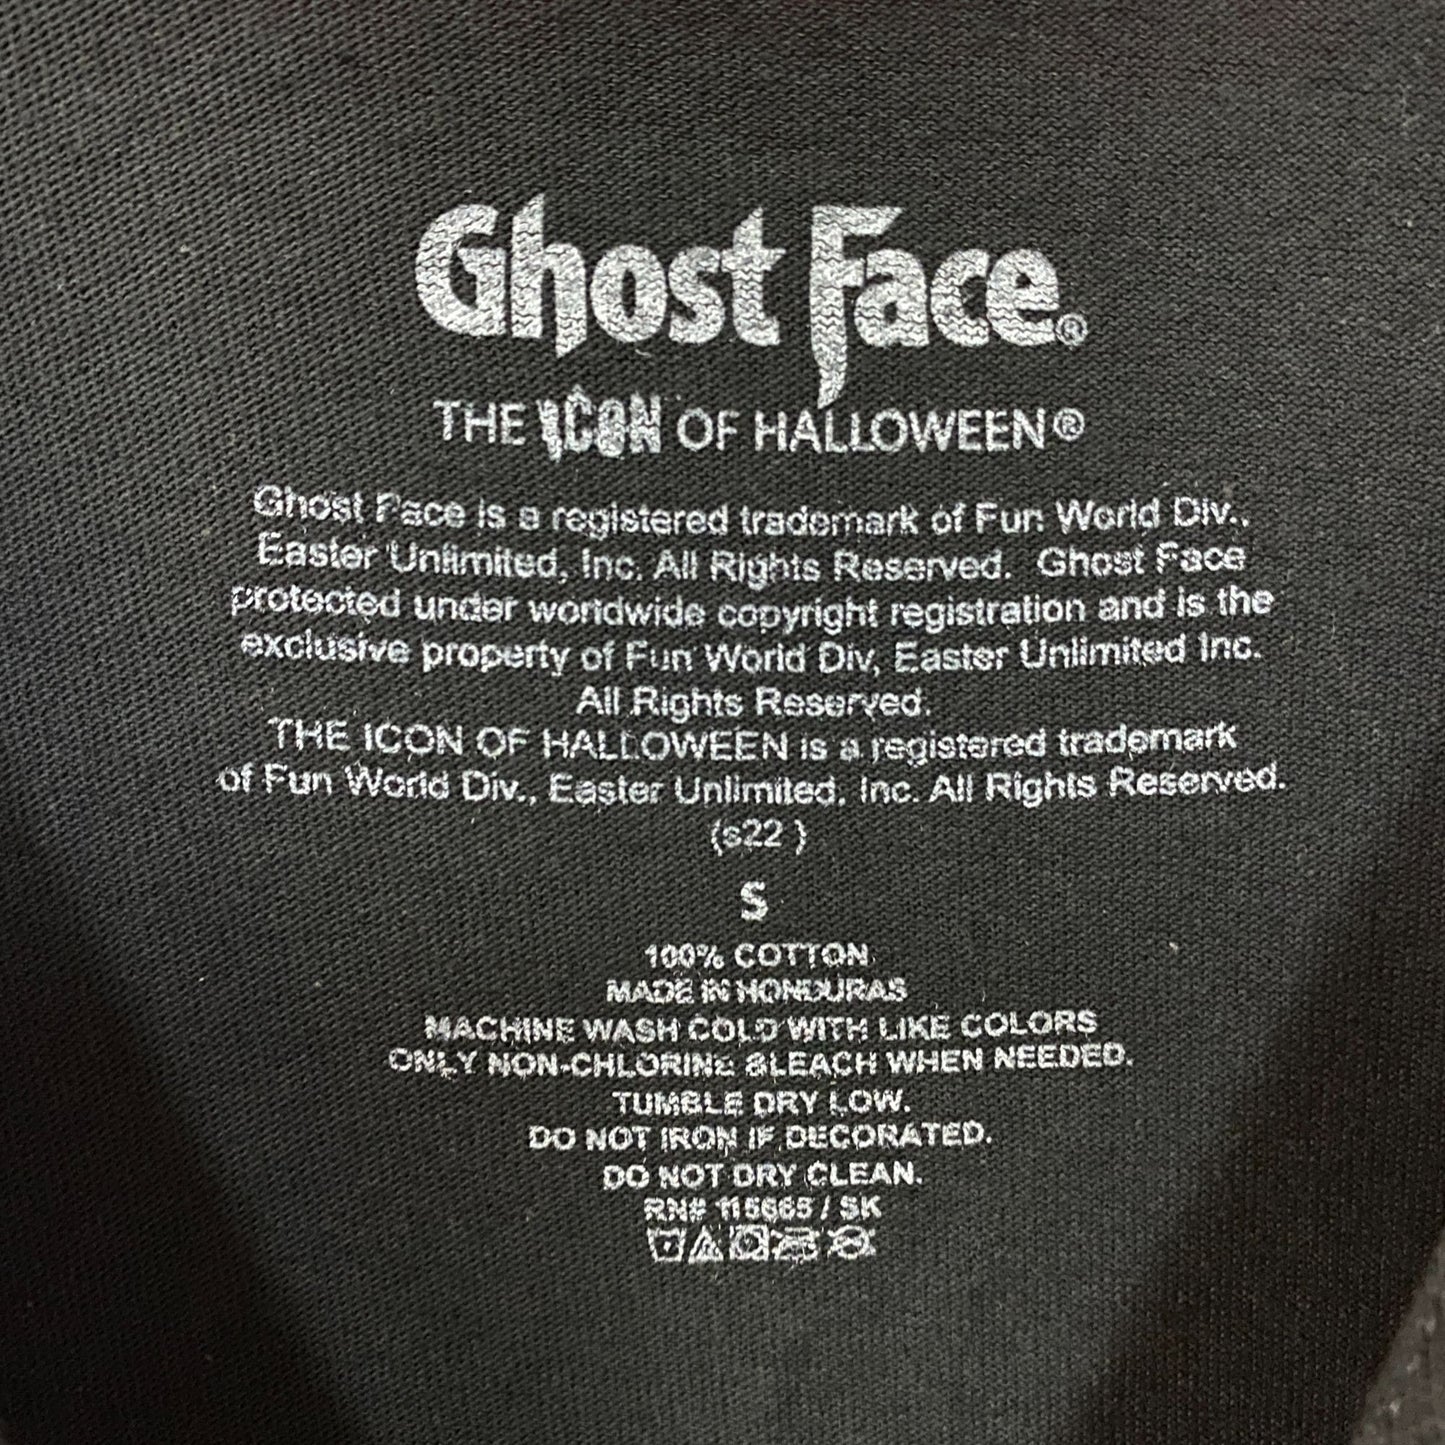 Ghost Face®
THE ICON OF HALLOWEEN®
Ghost Face is a registered trademark of Fun World Div.,
Easter Unlimited, Inc. All Rights Reserved. Ghost Face
protected under worldwide copyright registration and is the
exclusive property of Fun World Div, Easter Unlimited Inc.
All Rights Reserved.
THE ICON OF HALLOWEEN is a registered trademark
of Fun World Div., Easter Unlimited, Inc. All Rights Reserved.
(s22 )
S
100% COTTON
MADE IN HONDURAS
MACHINE WASH COLD WITH LIKE COLORS
ONLY NON-CHLORINE BLEACH WHEN NEEDED.
TUMBLE DRY LOW.
DO NOT IRON IF DECORATED.
DO NOT DRY CLEAN.
RN# / SK